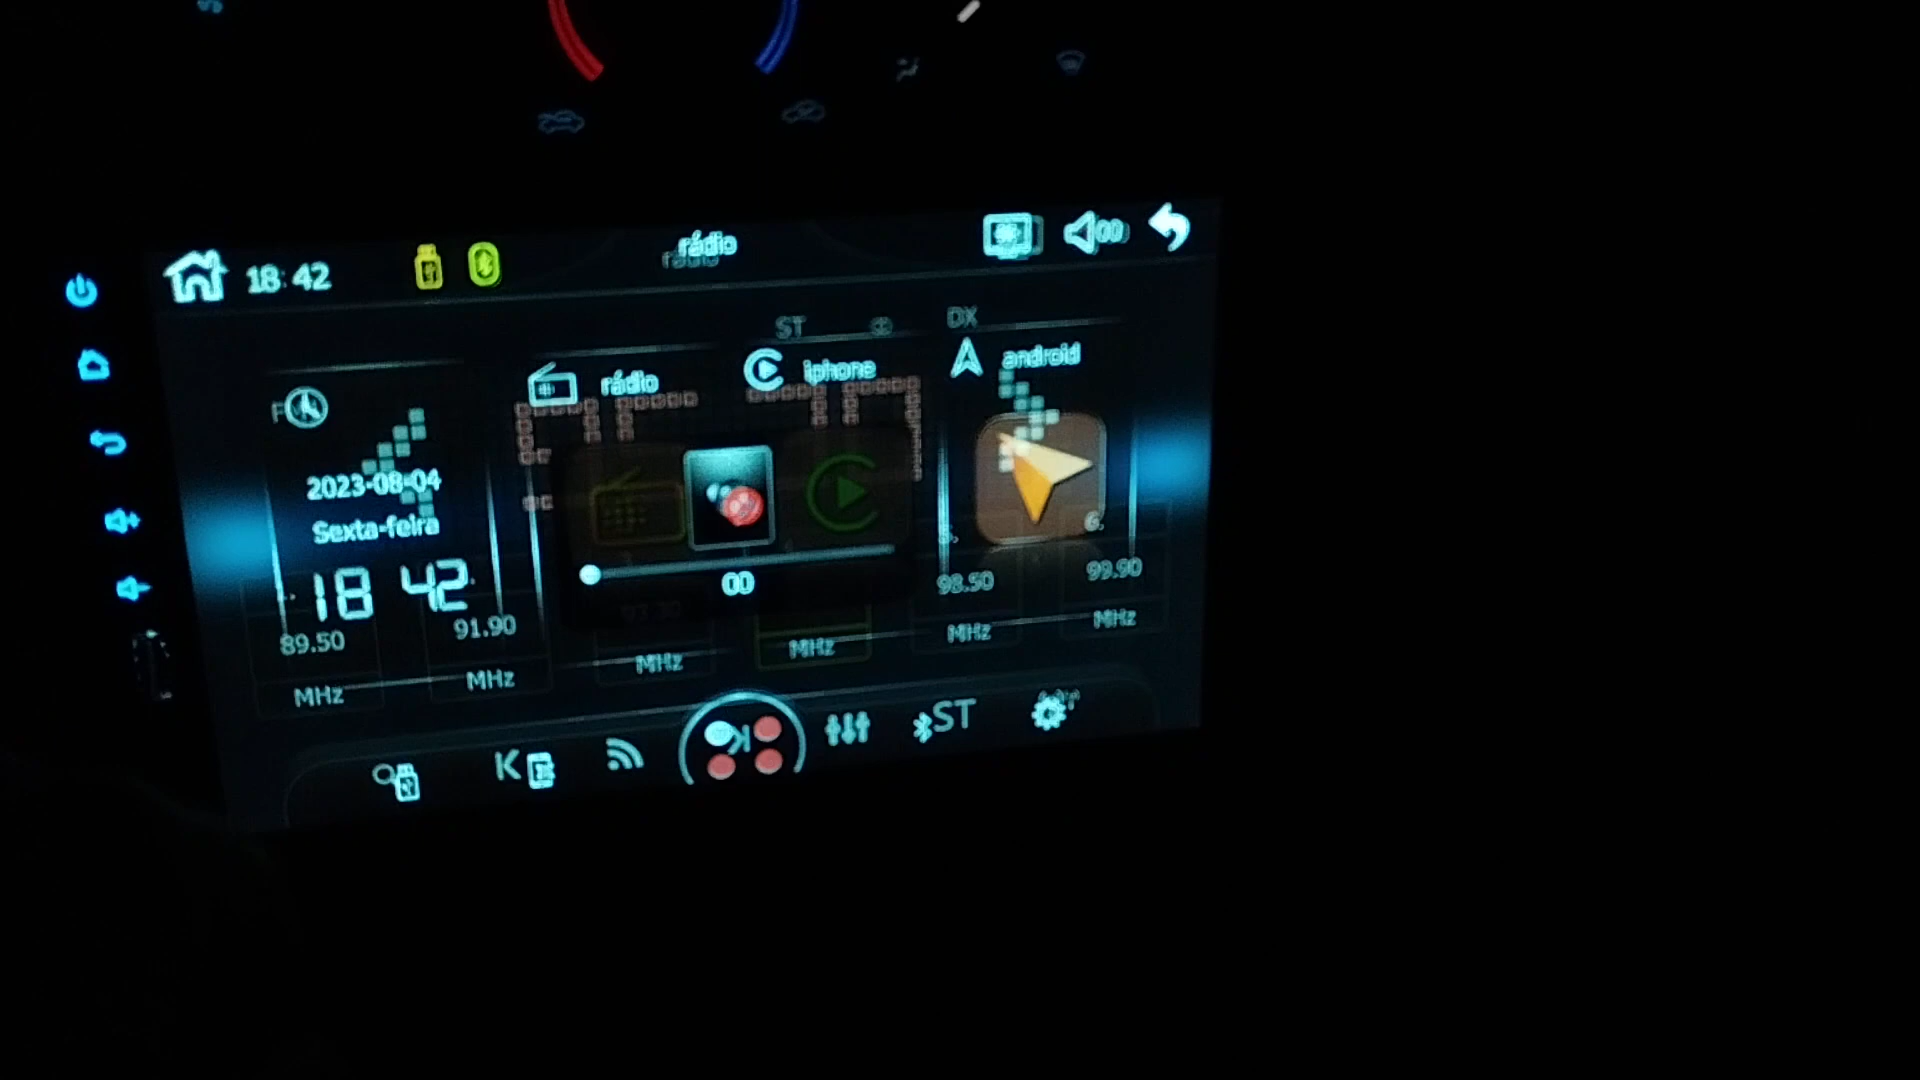 18:42
rádio
00
ST
DX
rádio
iphone
android
2023-08-04
Sexta-feira
18 42
00
89.50
91.90
98.50
99.90
MHz
MHz
MHz
MHz
MHz
MHz
K
ST